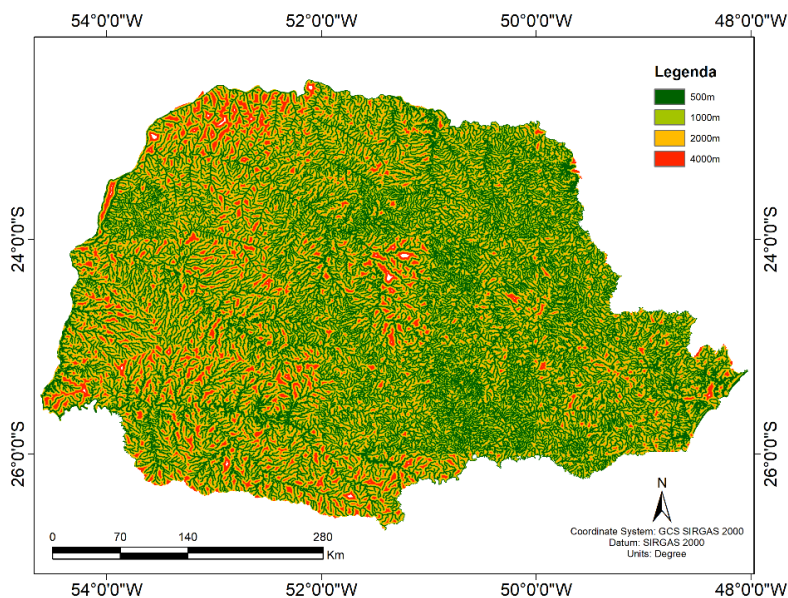 54°0'0"W 52°0'0"W 50°0'0"W 48°0'0"W
Legenda
500m
1000m
2000m
4000m
24°0'0"S 24°0'0"S
26°0'0"S 26°0'0"S
N
Coordinate System: GCS SIRGAS 2000
Datum: SIRGAS 2000
Units: Degree
0 70 140 280
Km
54°0'0"W 52°0'0"W 50°0'0"W 48°0'0"W